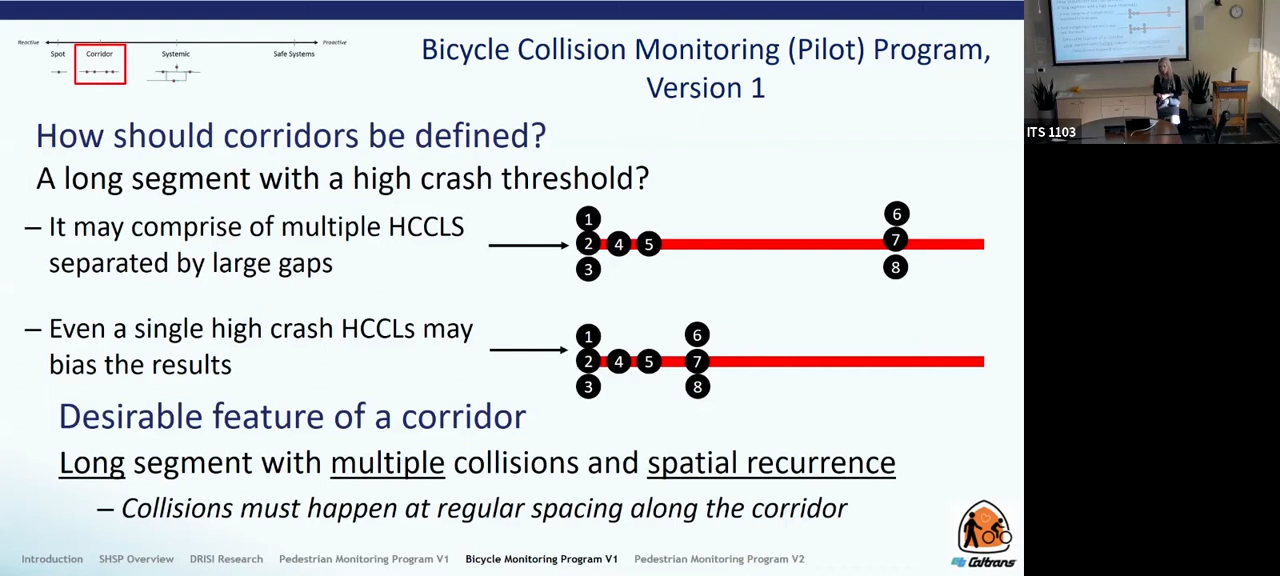 Reactive
Proactive
Spot
Corridor
Systemic
Safe Systems
Bicycle Collision Monitoring (Pilot) Program,
Version 1
ITS 1103
How should corridors be defined?
A long segment with a high crash threshold?
– It may comprise of multiple HCCLS
separated by large gaps
1
2 4 5
3
6
7
8
– Even a single high crash HCCLs may
bias the results
1
2 4 5
3
6
7
8
Desirable feature of a corridor
Long segment with multiple collisions and spatial recurrence
– Collisions must happen at regular spacing along the corridor
Caltrans
Introduction SHSP Overview DRISI Research Pedestrian Monitoring Program V1 Bicycle Monitoring Program V1 Pedestrian Monitoring Program V2